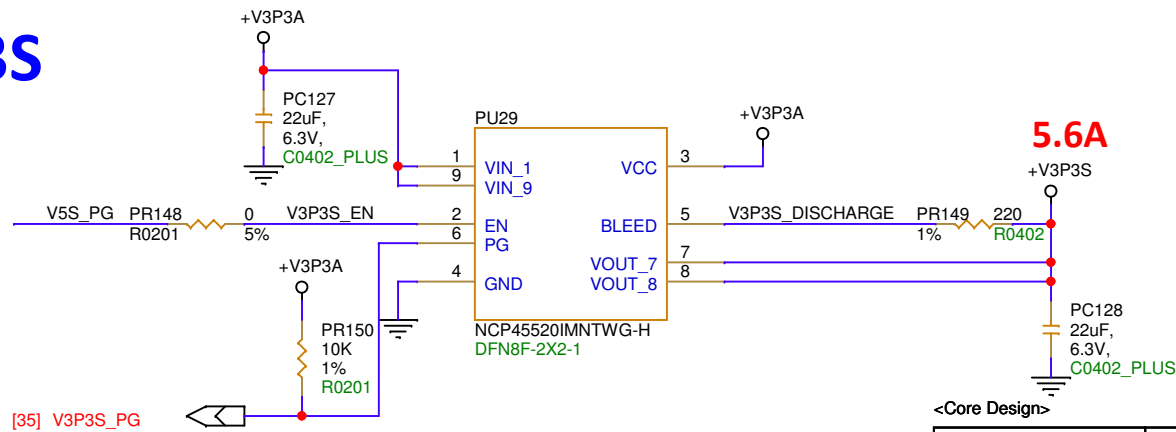 3S
+V3P3A
PC127
22uF,
6.3V,
C0402_PLUS
PU29
+V3P3A
5.6A
+V3P3S
1
VIN_1
VCC
3
9
VIN_9
V5S_PG
PR148
0
V3P3S_EN
2
EN
BLEED
5
V3P3S_DISCHARGE
PR149
220
R0201
5%
6
PG
1%
R0402
VOUT_7
7
+V3P3A
4
GND
VOUT_8
8
PR150
10K
1%
R0201
NCP45520IMNTWG-H
DFN8F-2X2-1
PC128
22uF,
6.3V,
C0402_PLUS
[35] V3P3S_PG
<Core Design>